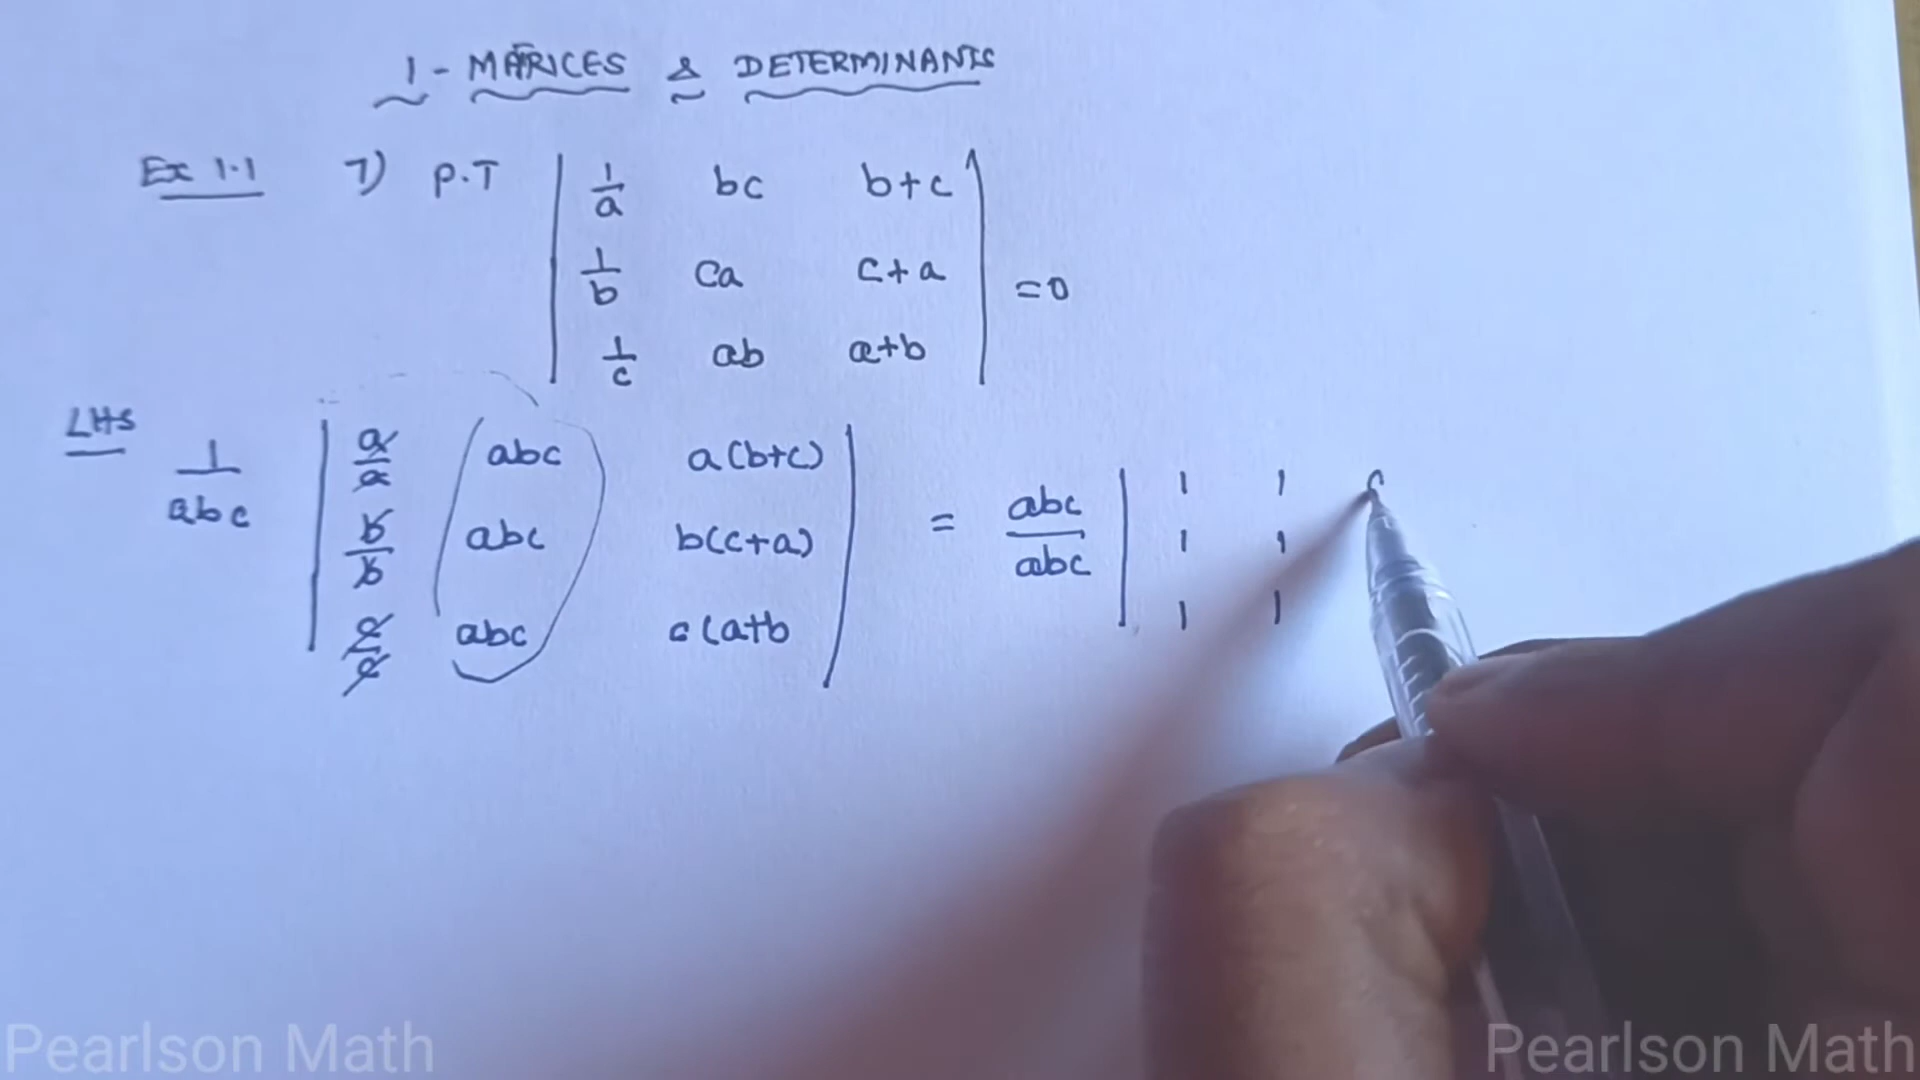 1 - MATRICES & DETERMINANTS
Ex 1.1 7) P.T | 1/a bc b+c |
| 1/b ca c+a | =0
| 1/c ab a+b |
LHS
1/abc | a/a abc a(b+c) | = abc/abc | 1 1
| b/b abc b(c+a) | | 1 1
| c/c abc c(a+b | | 1 1
Pearlson Math Pearlson Math